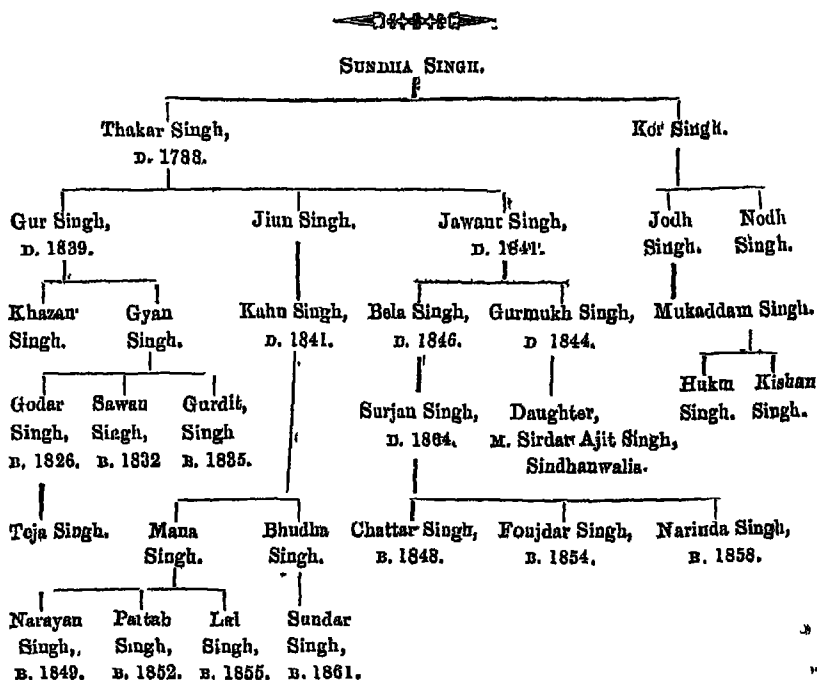 SUNDHA SINGH.
Thakar Singh, Kor Singh.
D. 1788.
Gur Singh, Jiun Singh. Jawant Singh, Jodh Nodh
D. 1839. D. 1841. Singh. Singh.
Khazan Gyan Kahn Singh, Bela Singh, Gurmukh Singh, Mukaddam Singh.
Singh. Singh. D. 1841. D. 1846. D 1844.
Hukm Kishan
Singh. Singh.
Godar Sawan Gurdit, Surjan Singh, Daughter,
Singh, Singh, Singh D. 1864. M. Sirdar Ajit Singh,
B. 1826. B. 1832 B. 1835. Sindhanwalia.
Teja Singh. Mana Bhudha Chattar Singh, Foujdar Singh, Narinda Singh,
Singh. Singh. B. 1848. B. 1854. B. 1858.
Narayan Partab Lal Sundar
Singh, Singh, Singh, Singh,
B. 1849. B. 1852. B. 1855. B. 1861.